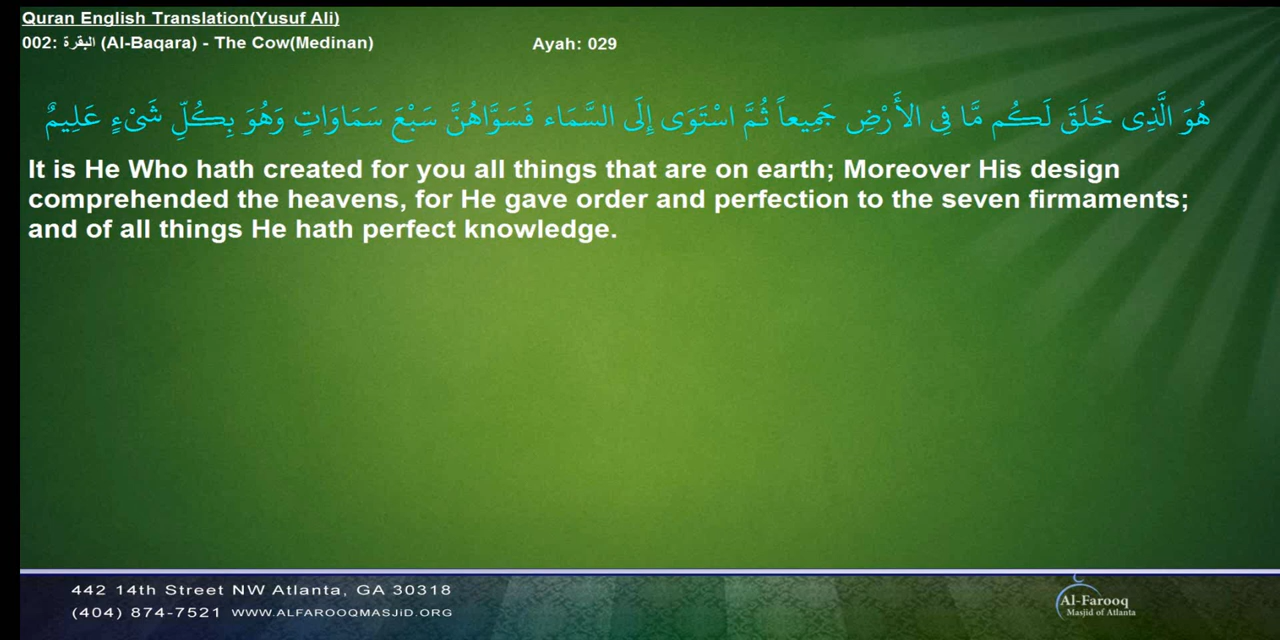 Quran English Translation(Yusuf Ali)
002: البقرة (Al-Baqara) - The Cow(Medinan)
Ayah: 029
هُوَ الَّذِى خَلَقَ لَكُم مَّا فِى الأَرْضِ جَمِيعاً ثُمَّ اسْتَوَى إِلَى السَّمَاء فَسَوَّاهُنَّ سَبْعَ سَمَاوَاتٍ وَهُوَ بِكُلِّ شَىْءٍ عَلِيمٌ
It is He Who hath created for you all things that are on earth; Moreover His design
comprehended the heavens, for He gave order and perfection to the seven firmaments;
and of all things He hath perfect knowledge.
442 14th Street NW Atlanta, GA 30318
(404) 874-7521 WWW.ALFAROOQMASJiD.ORG
Al-Farooq
Masjid of Atlanta